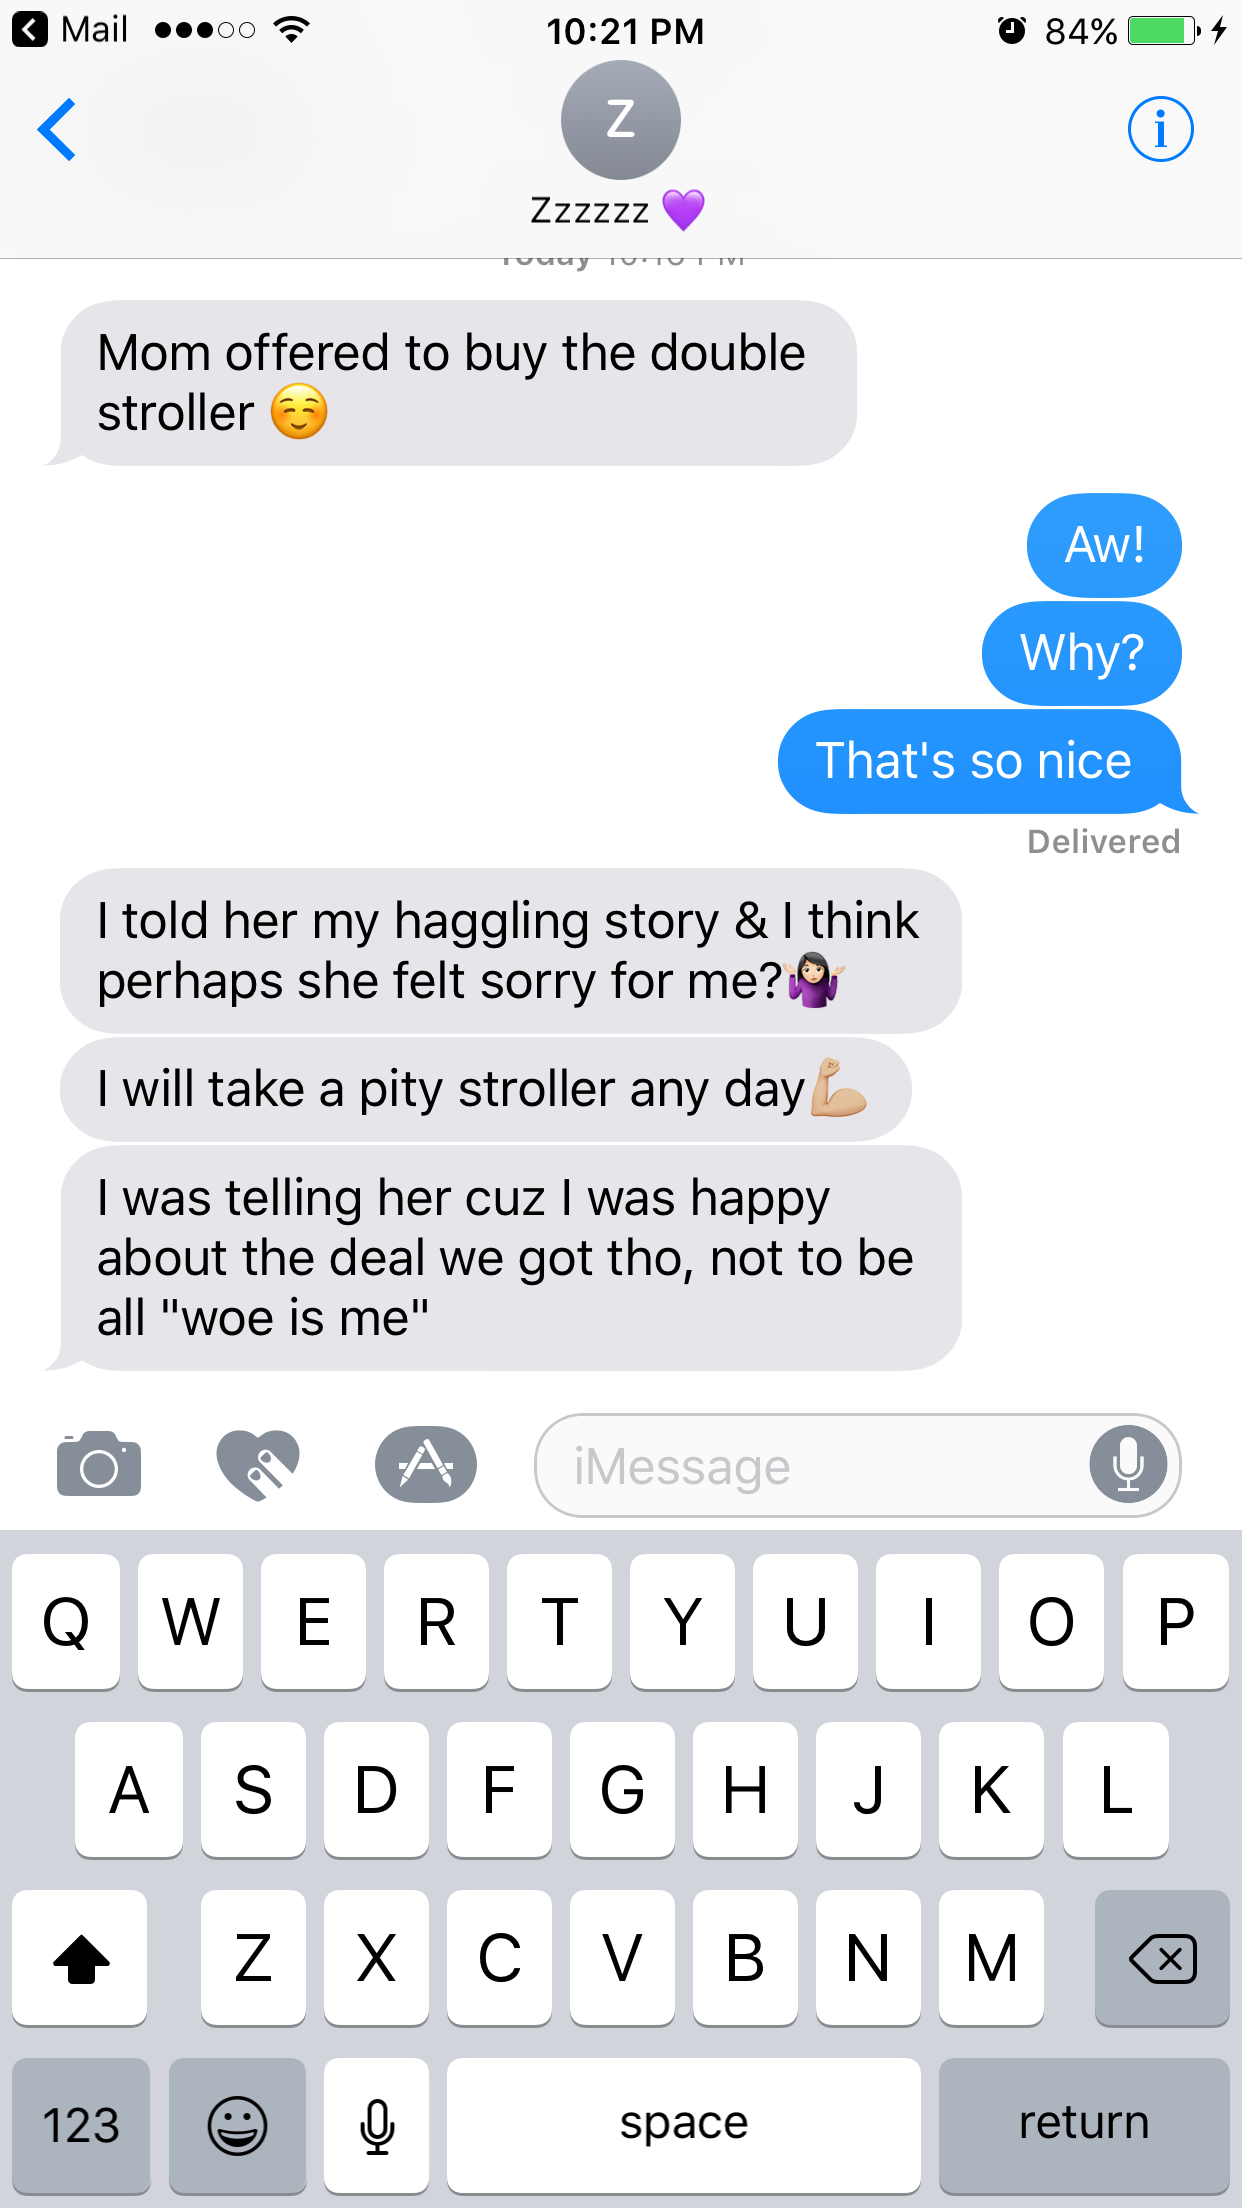 Mail 10:21 PM 84%
Z
Zzzzzz 💜
Today
Mom offered to buy the double
stroller ☺️
Aw!
Why?
That's so nice
Delivered
I told her my haggling story & I think
perhaps she felt sorry for me?🤷🏻‍♀️
I will take a pity stroller any day💪🏼
I was telling her cuz I was happy
about the deal we got tho, not to be
all "woe is me"
iMessage
Q W E R T Y U I O P
A S D F G H J K L
Z X C V B N M
123 space return